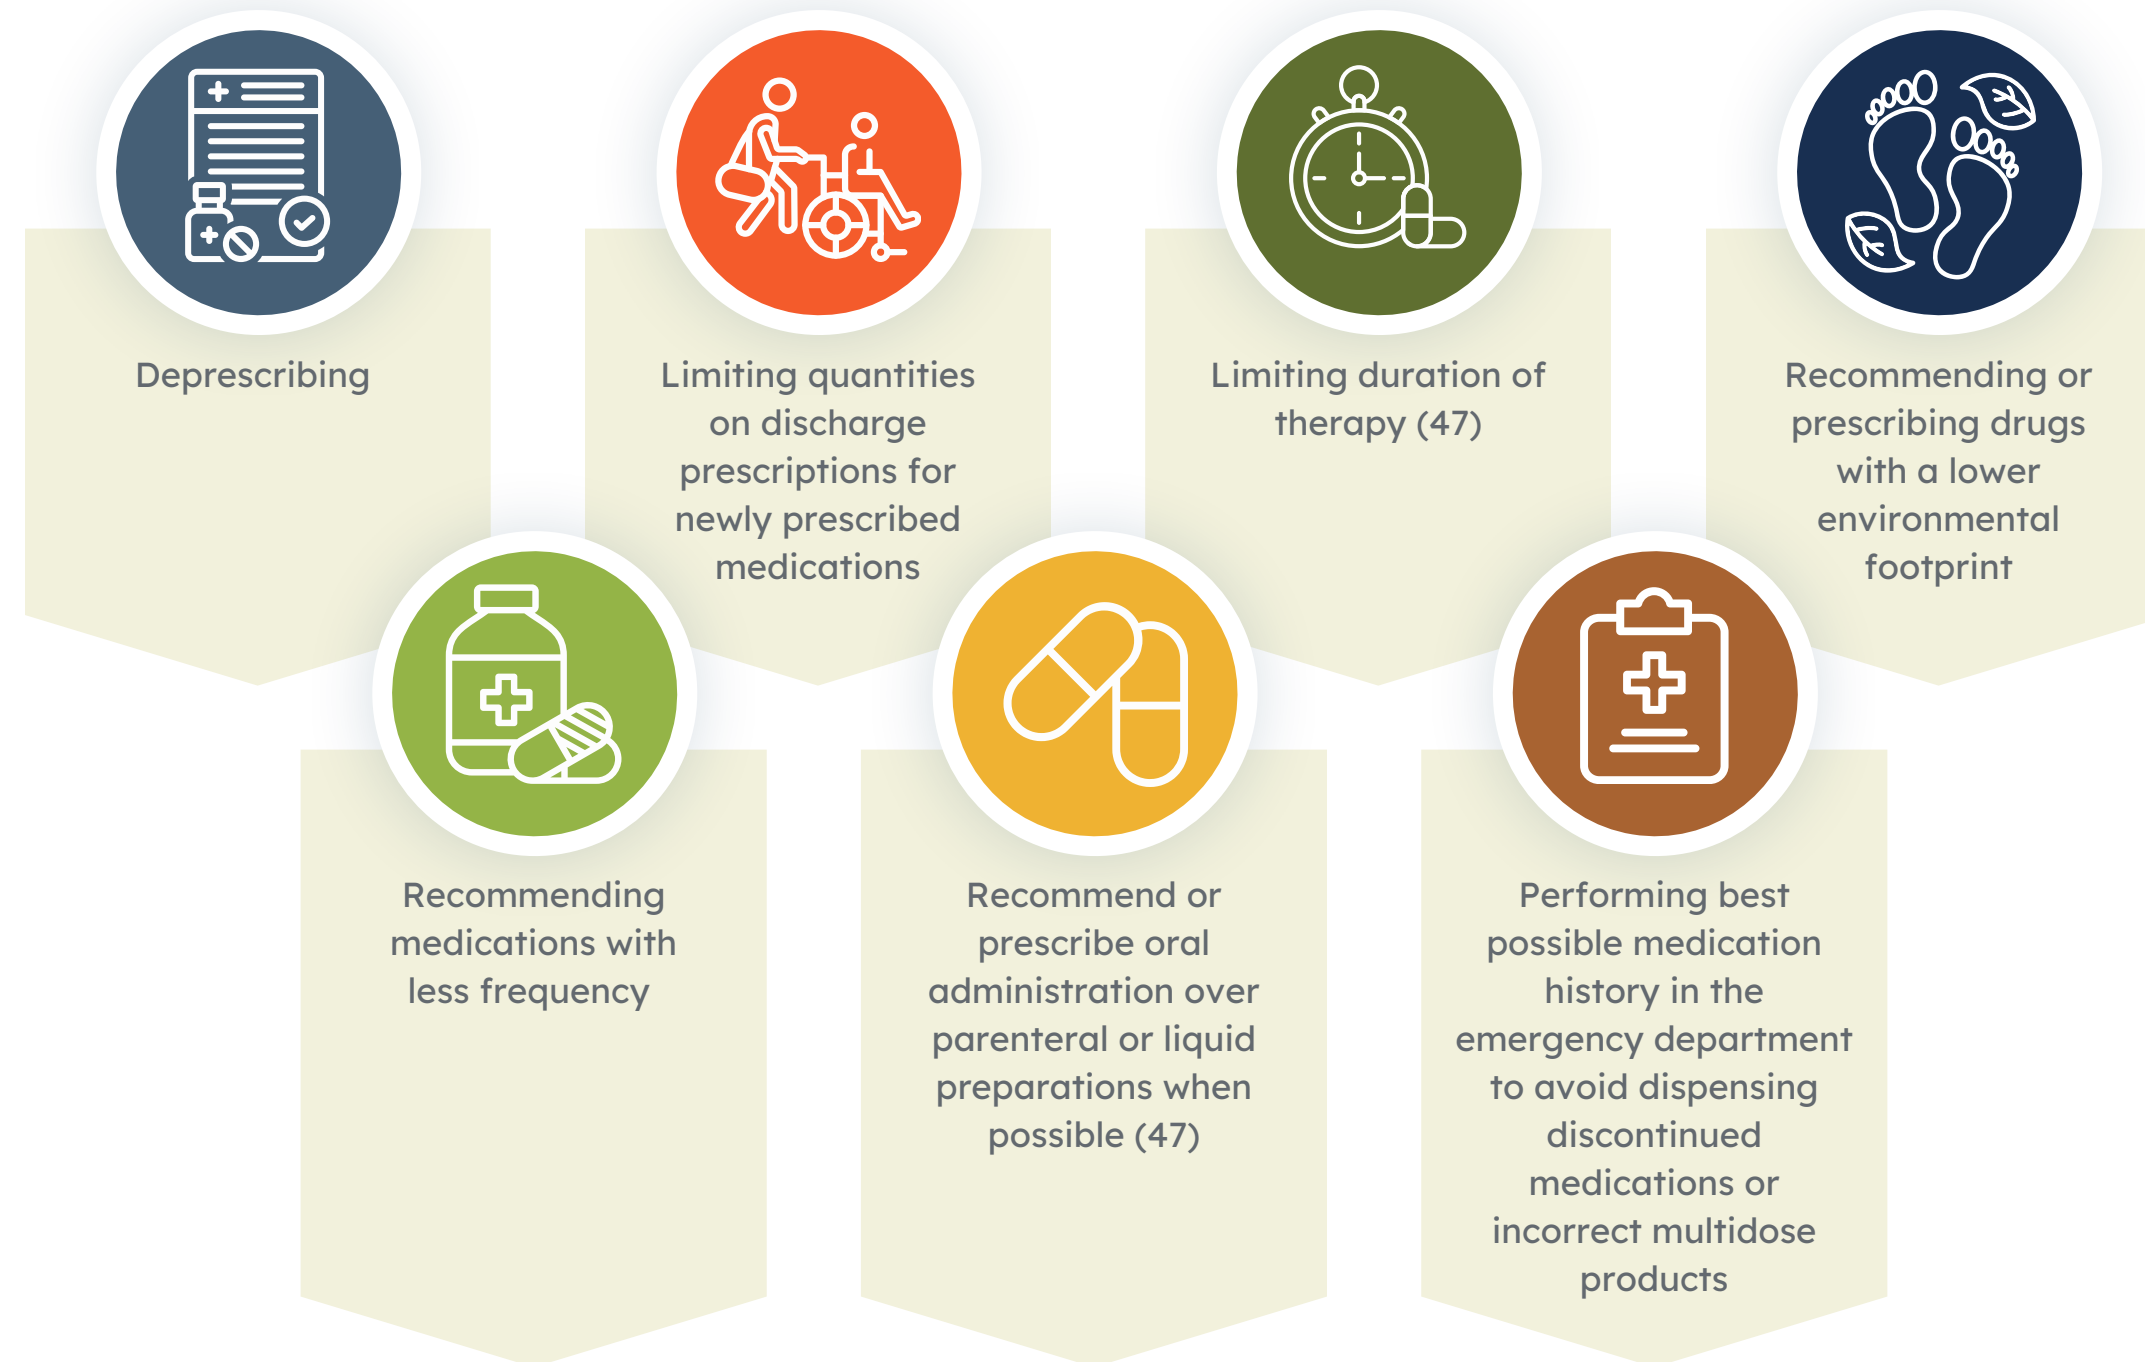 Deprescribing
Limiting quantities
on discharge
prescriptions for
newly prescribed
medications
Limiting duration of
therapy (47)
Recommending or
prescribing drugs
with a lower
environmental
footprint
Recommending
medications with
less frequency
Recommend or
prescribe oral
administration over
parenteral or liquid
preparations when
possible (47)
Performing best
possible medication
history in the
emergency department
to avoid dispensing
discontinued
medications or
incorrect multidose
products